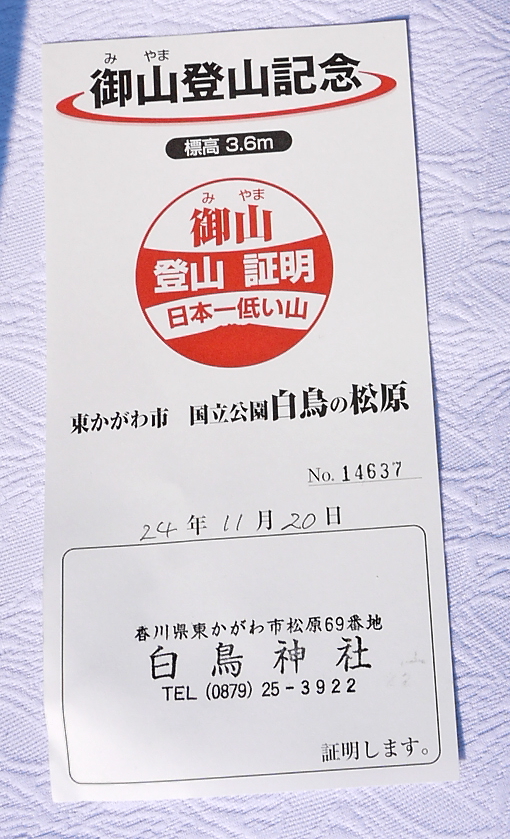 み やま
御山登山記念
標高 3.6m
み やま
御山
登山 証明
日本一低い山
東かがわ市 国立公園白鳥の松原
No. 14637
24年 11月20日
香川県東かがわ市松原69番地
白鳥神社
TEL (0879) 25-3922
証明します。